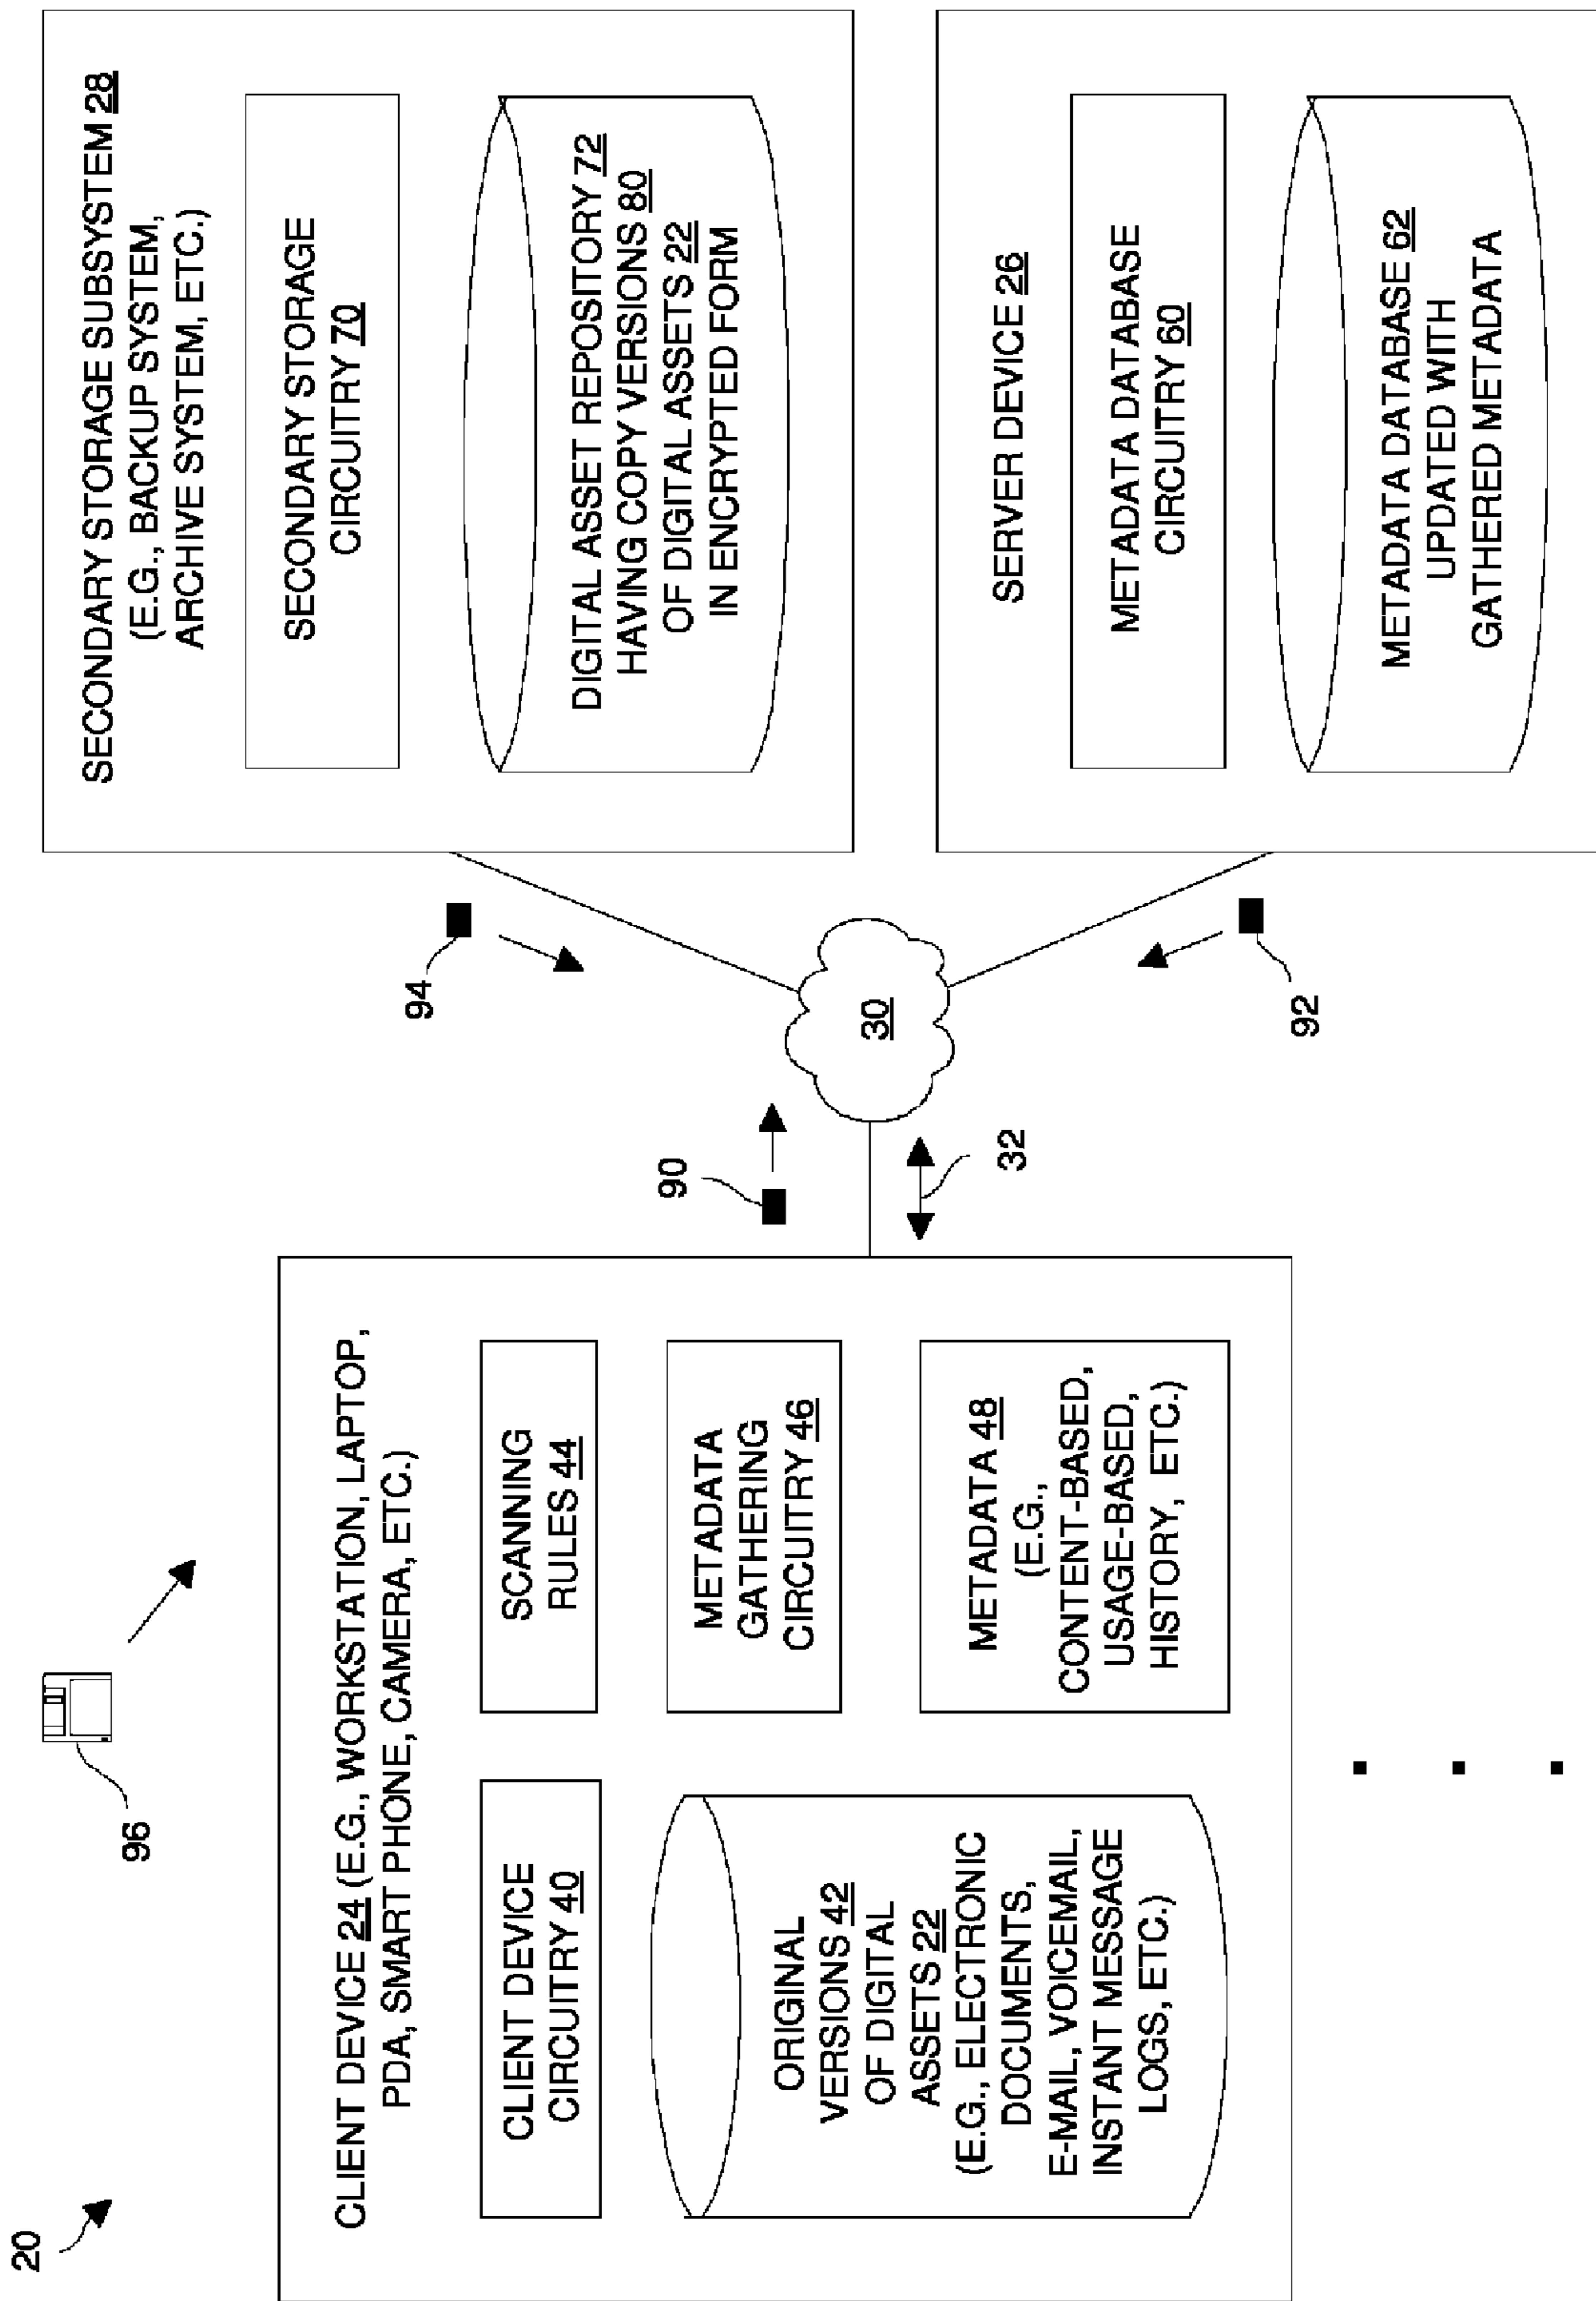 20
96
CLIENT DEVICE 24 (E.G., WORKSTATION, LAPTOP,
PDA, SMART PHONE, CAMERA, ETC.)
CLIENT DEVICE
CIRCUITRY 40
SCANNING
RULES 44
ORIGINAL
VERSIONS 42
OF DIGITAL
ASSETS 22
(E.G., ELECTRONIC
DOCUMENTS,
E-MAIL, VOICEMAIL,
INSTANT MESSAGE
LOGS, ETC.)
METADATA
GATHERING
CIRCUITRY 46
METADATA 48
(E.G.,
CONTENT-BASED,
USAGE-BASED,
HISTORY, ETC.)
90
32
30
94
92
SECONDARY STORAGE SUBSYSTEM 28
(E.G., BACKUP SYSTEM,
ARCHIVE SYSTEM, ETC.)
SECONDARY STORAGE
CIRCUITRY 70
DIGITAL ASSET REPOSITORY 72
HAVING COPY VERSIONS 80
OF DIGITAL ASSETS 22
IN ENCRYPTED FORM
SERVER DEVICE 26
METADATA DATABASE
CIRCUITRY 60
METADATA DATABASE 62
UPDATED WITH
GATHERED METADATA